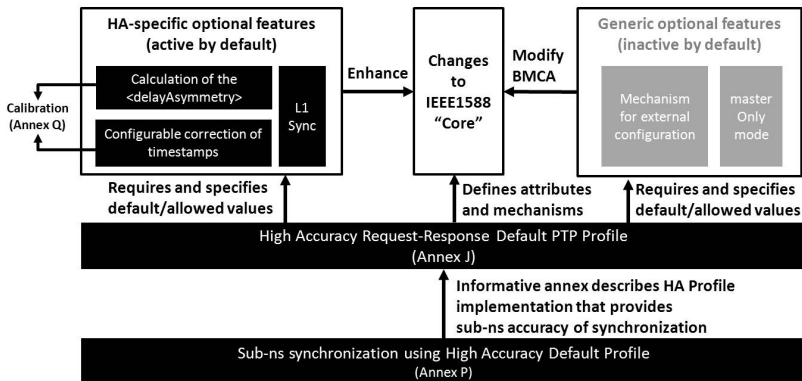 HA-specific optional features
(active by default)
Calculation of the
<delayAsymmetry>
Configurable correction of
timestamps
L1
Sync
Calibration
(Annex Q)
Enhance
Changes
to
IEEE1588
“Core”
Modify
BMCA
Generic optional features
(inactive by default)
Mechanism
for external
configuration
master
Only
mode
Requires and specifies
default/allowed values
Defines attributes
and mechanisms
Requires and specifies
default/allowed values
High Accuracy Request-Response Default PTP Profile
(Annex J)
Informative annex describes HA Profile
implementation that provides
sub-ns accuracy of synchronization
Sub-ns synchronization using High Accuracy Default Profile
(Annex P)